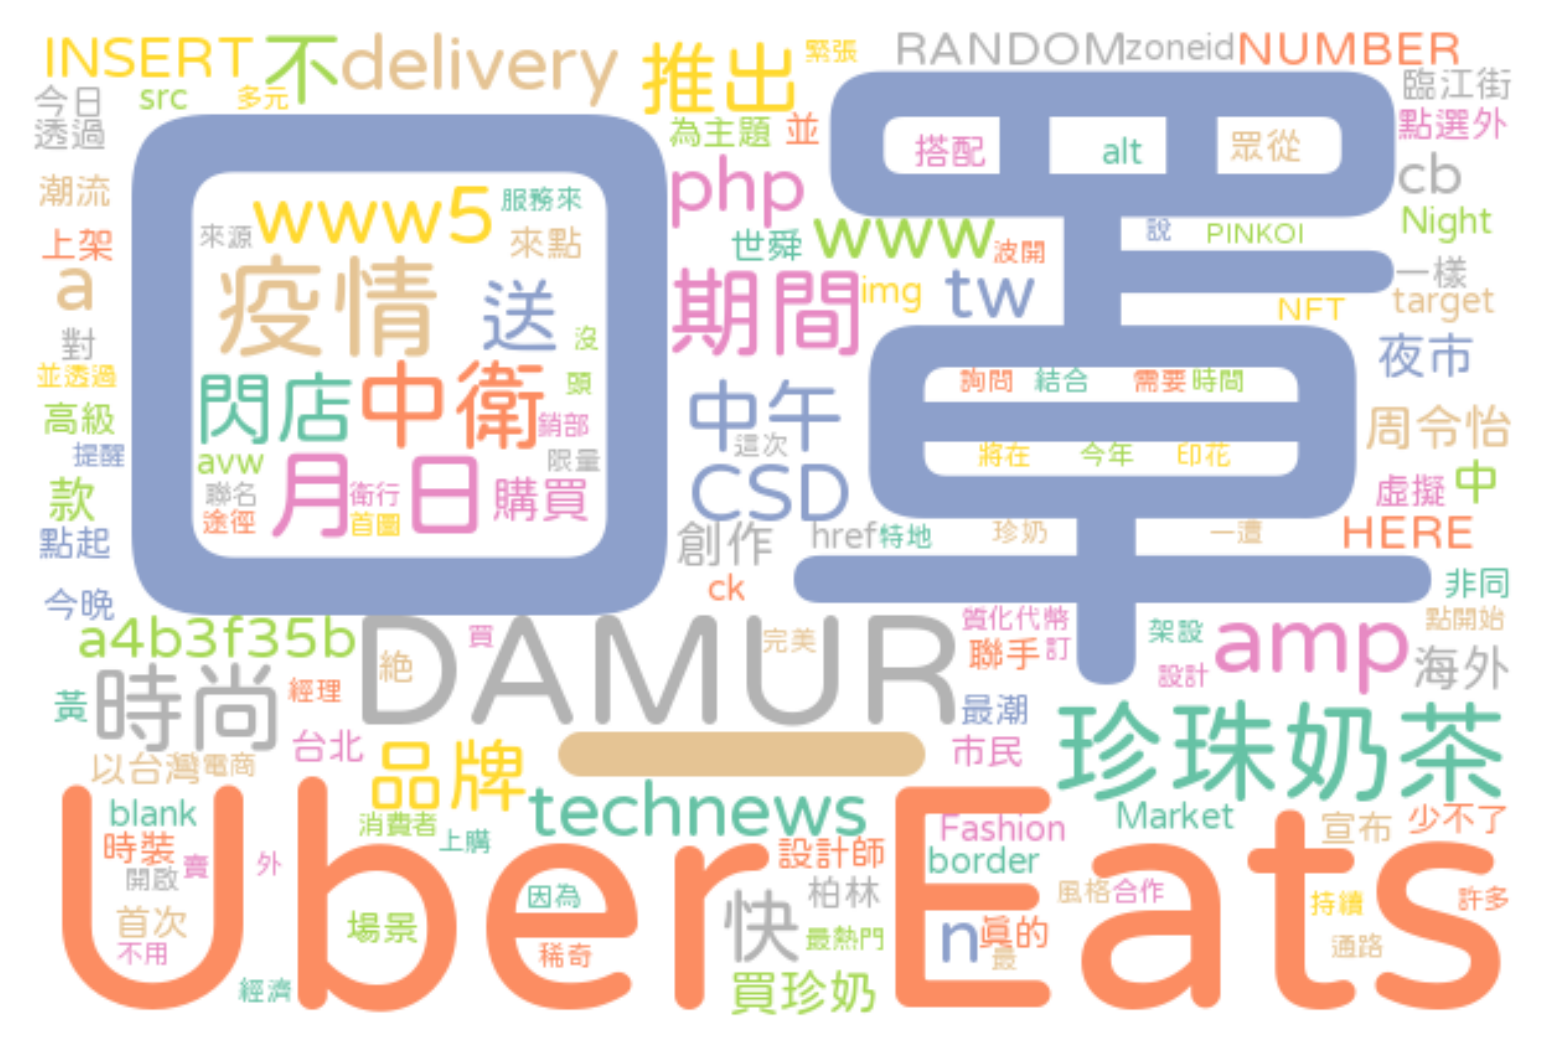 INSERT 不 delivery 推出 緊張 RANDOM zoneid NUMBER
今日 src 多元 臨江街
透過 為主題 並 點選外
搭配 alt 眾從
潮流 php cb
www5 服務來 Night
來源 來點 世舜 www 說 PINKOI
上架 波開
疫情 送 期間 img tw 一樣
a NFT target
對 沒 夜市
並透過 閃店 中衛 頭 詢問 結合 需要 時間
高級 銷部 中午 周令怡
提醒 avw 月 日 限量 這次 將在 今年 印花
款 聯名 衛行 購買 CSD 虛擬 中
途徑 首圖
點起 創作 href 特地 珍奶 一遭 HERE
今晚 ck 口罩 非同
a4b3f35b DAMUR 買 完美 質化代幣 架設 點開始
絶 聯手 訂 amp 海外
黃 時尚 經理 設計
最潮 珍珠奶茶
台北 品牌 一 市民
以台灣 電商
blank technews Market
消費者 Fashion 宣布 少不了
時裝 上購 設計師 border
賣 外
開啟 UberEats
首次 場景 因為 快 柏林 風格 合作 持續 許多
不用 稀奇 最熱門 n 真的 通路
最
經濟 買珍奶